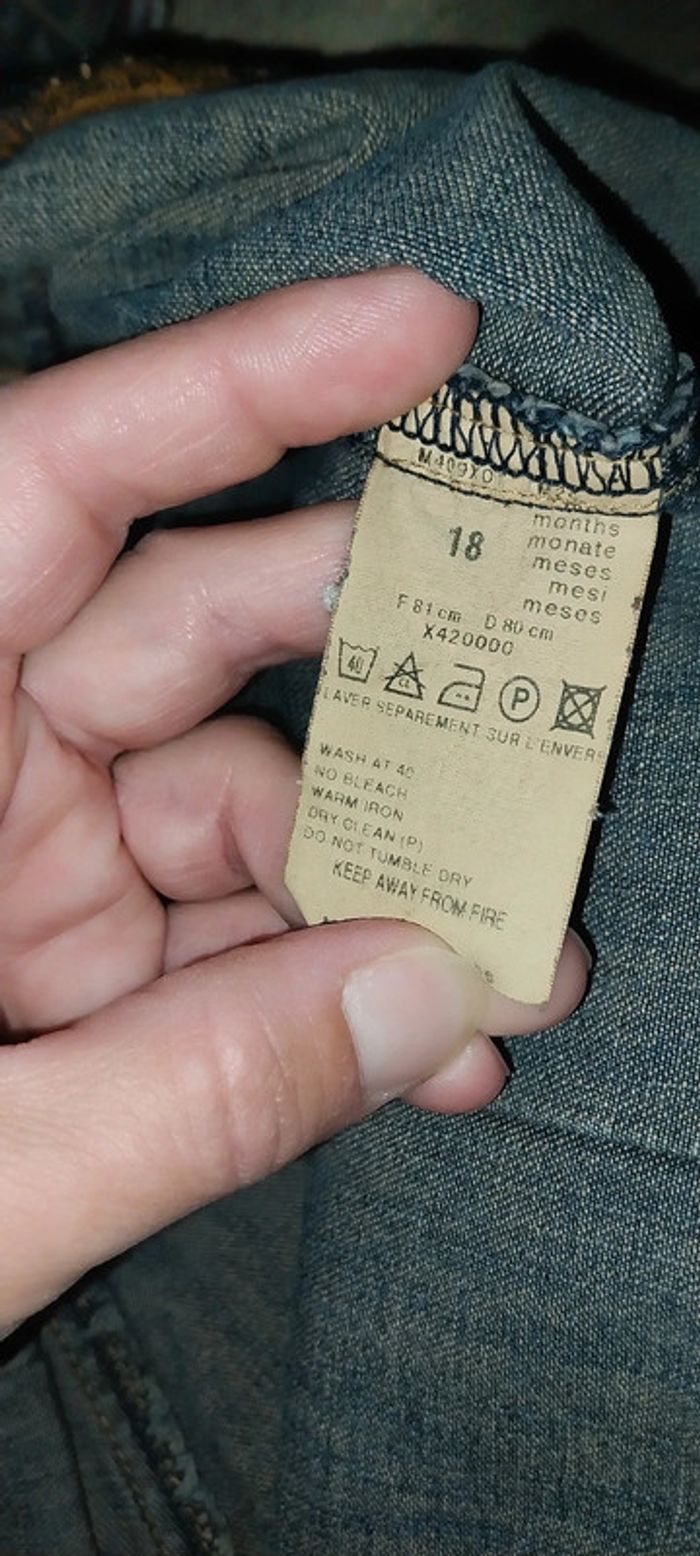 M409X0
18
months
monate
meses
mesi
meses
F 81 cm D 80 cm
X420000
40
CL
P
LAVER SEPAREMENT SUR L'ENVERS
WASH AT 40
NO BLEACH
WARM IRON
DRY CLEAN (P)
DO NOT TUMBLE DRY
KEEP AWAY FROM FIRE